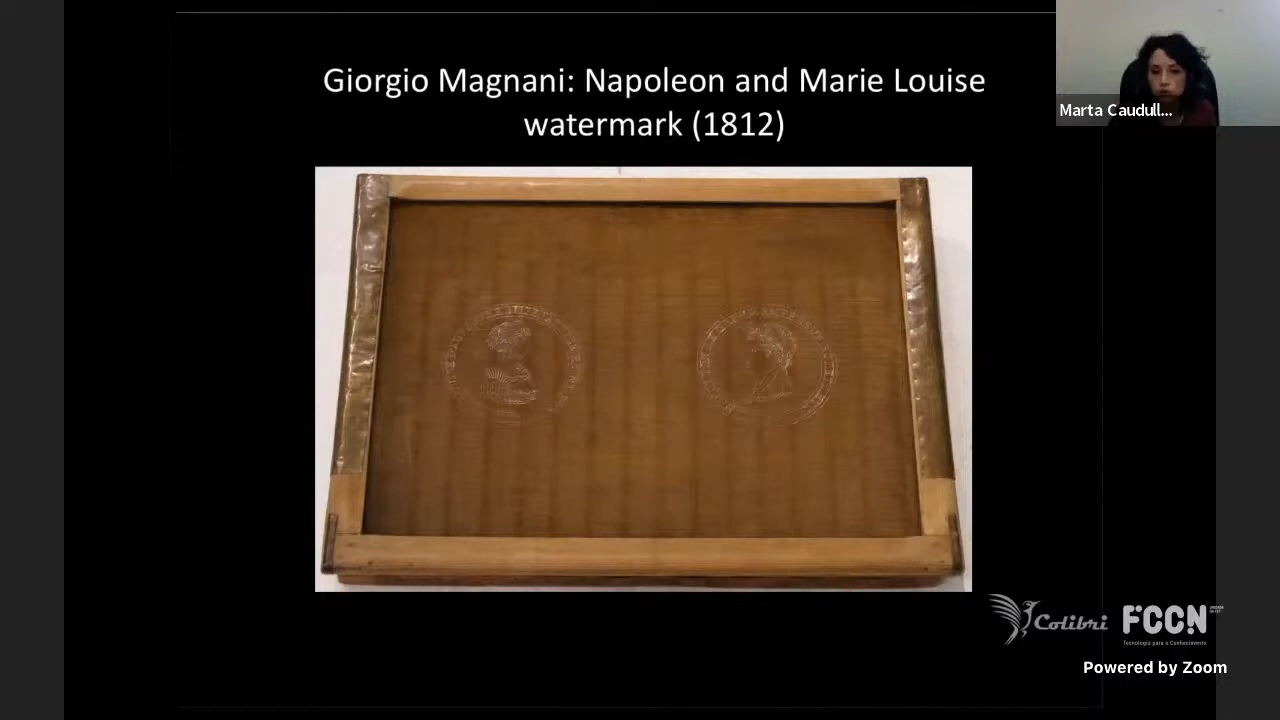 Giorgio Magnani: Napoleon and Marie Louise
watermark (1812)
Marta Caudull...
Colibri
FCCN
Tecnologia para o Conhecimento
Powered by Zoom